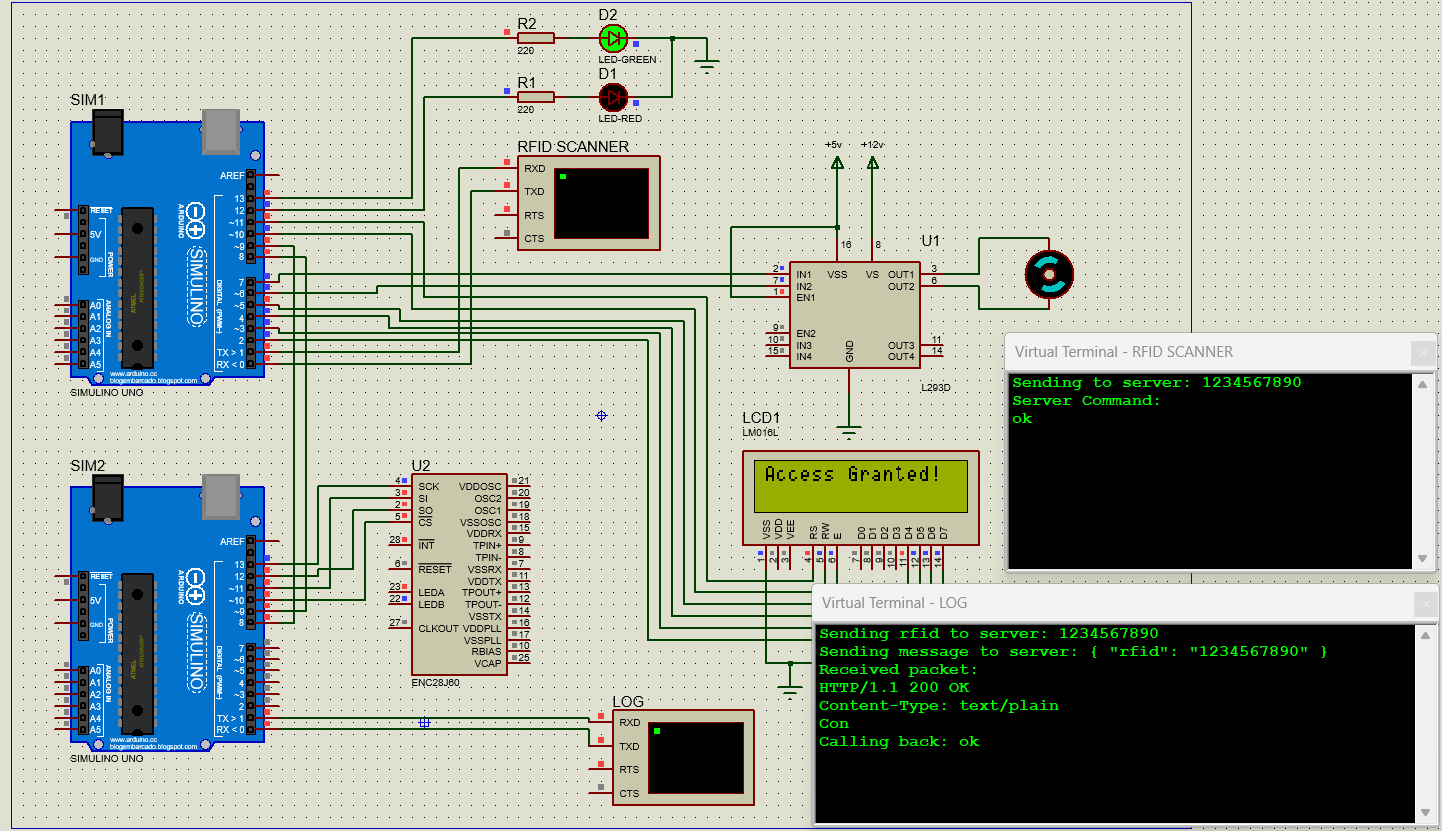 R2
220
D2
LED-GREEN
R1
220
D1
LED-RED
SIM1
AREF
13
12
~11
~10
~9
8
7
~6
~5
4
~3
2
TX > 1
RX < 0
RESET
5V
GND
POWER
A0
A1
A2
A3
A4
A5
ANALOG IN
ARDUINO
SIMULINO
DIGITAL (PWM~)
ATMEL
www.arduino.cc
blogembarcado.blogspot.com
SIMULINO UNO
RFID SCANNER
RXD
TXD
RTS
CTS
+5v
+12v
U1
16
8
2 IN1
7 IN2
1 EN1
9 EN2
10 IN3
15 IN4
VSS
VS
GND
OUT1 3
OUT2 6
OUT3 11
OUT4 14
L293D
LCD1
LM016L
Access Granted!
VSS
VDD
VEE
RS
RW
E
D0
D1
D2
D3
D4
D5
D6
D7
1
2
3
4
5
6
7
8
9
10
11
12
13
14
Virtual Terminal - RFID SCANNER
Sending to server: 1234567890
Server Command:
ok
SIM2
AREF
13
12
~11
~10
~9
8
7
~6
~5
4
~3
2
TX > 1
RX < 0
RESET
5V
GND
POWER
A0
A1
A2
A3
A4
A5
ANALOG IN
ARDUINO
SIMULINO
DIGITAL (PWM~)
ATMEL
www.arduino.cc
blogembarcado.blogspot.com
SIMULINO UNO
U2
4 SCK
3 SI
2 SO
5 CS
28 INT
6 RESET
23 LEDA
22 LEDB
27 CLKOUT
VDDOSC 21
OSC2 20
OSC1 19
VSSOSC 18
VDDRX 15
TPIN+ 9
TPIN- 8
VSSRX 7
VDDTX 11
TPOUT+ 13
TPOUT- 12
VSSTX 14
VDDPLL 16
VSSPLL 17
RBIAS 10
VCAP 25
ENC28J60
LOG
RXD
TXD
RTS
CTS
Virtual Terminal - LOG
Sending rfid to server: 1234567890
Sending message to server: { "rfid": "1234567890" }
Received packet:
HTTP/1.1 200 OK
Content-Type: text/plain
Con
Calling back: ok